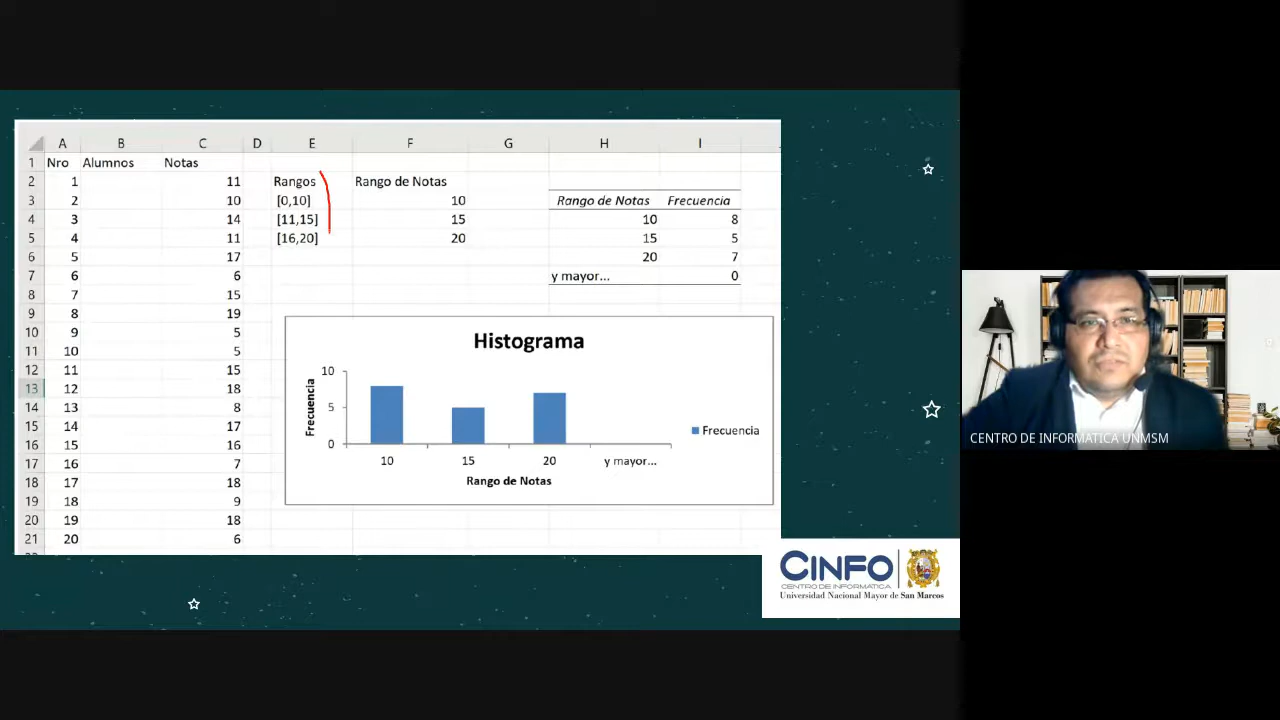 A B C D E F G H I
1 Nro Alumnos Notas
2 1 11 Rangos Rango de Notas
3 2 10 [0,10] 10 Rango de Notas Frecuencia
4 3 14 [11,15] 15 10 8
5 4 11 [16,20] 20 15 5
6 5 17 20 7
7 6 6 y mayor... 0
8 7 15
9 8 19
10 9 5
11 10 5
12 11 15
13 12 18
14 13 8
15 14 17
16 15 16
17 16 7
18 17 18
19 18 9
20 19 18
21 20 6
Histograma
Frecuencia
10
5
0
10 15 20 y mayor...
Rango de Notas
Frecuencia
CINFO
CENTRO DE INFORMÁTICA
Universidad Nacional Mayor de San Marcos
CENTRO DE INFORMATICA UNMSM